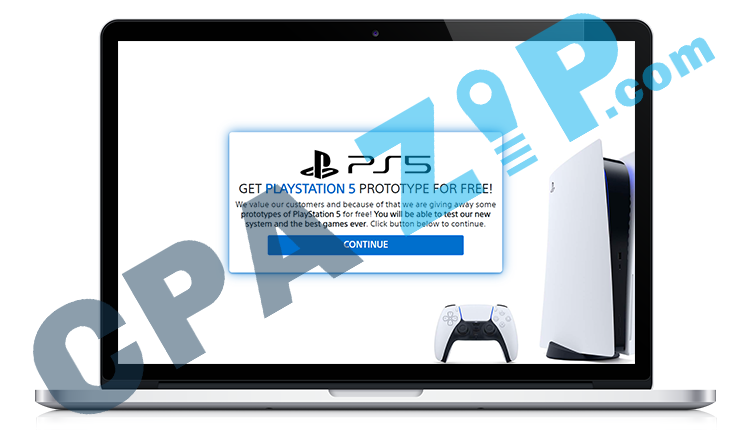 CPAZiP.com
PS5
GET PLAYSTATION 5 PROTOTYPE FOR FREE!
We value our customers and because of that we are giving away some
prototypes of PlayStation 5 for free! You will be able to test our new
system and the best games ever. Click button below to continue.
CONTINUE